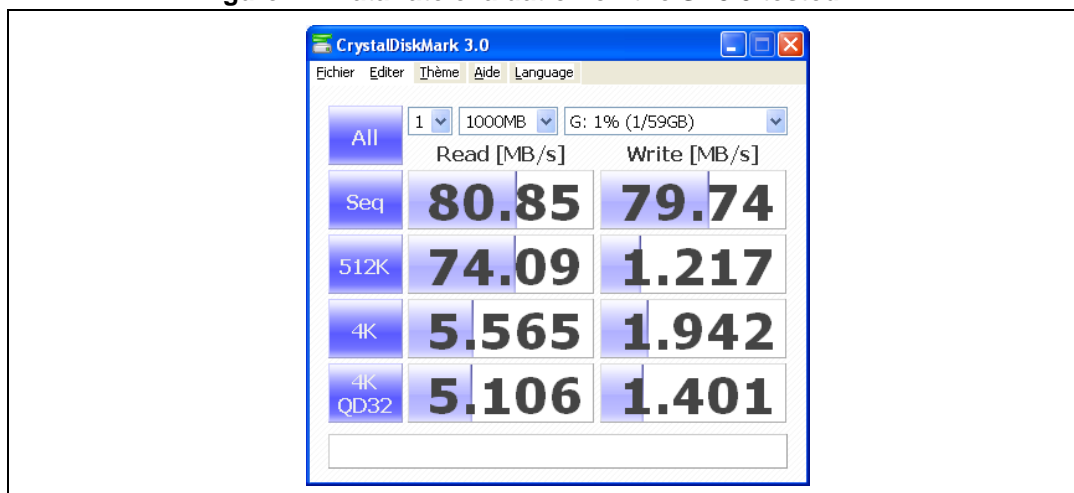 CrystalDiskMark 3.0
Fichier Editer Thème Aide Language
All 1 1000MB G: 1% (1/59GB)
Read [MB/s] Write [MB/s]
Seq 80.85 79.74
512K 74.09 1.217
4K 5.565 1.942
4K QD32 5.106 1.401